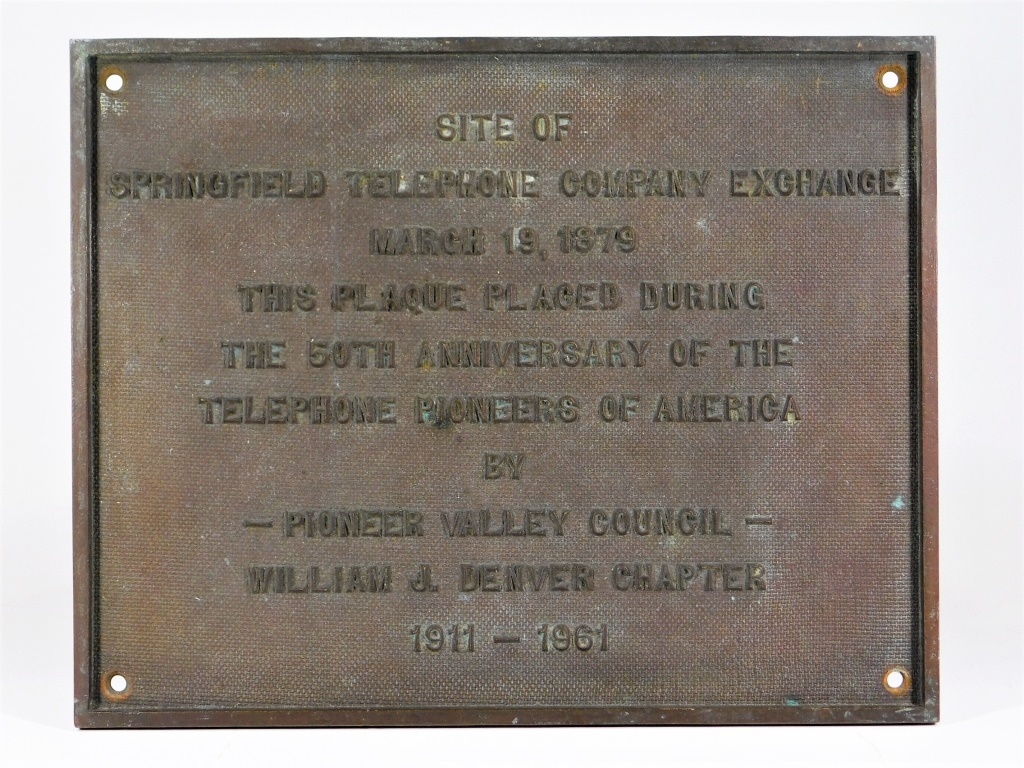 SITE OF
SPRINGFIELD TELEPHONE COMPANY EXCHANGE
MARCH 19, 1879
THIS PLAQUE PLACED DURING
THE 50TH ANNIVERSARY OF THE
TELEPHONE PIONEERS OF AMERICA
BY
— PIONEER VALLEY COUNCIL —
WILLIAM J. DENVER CHAPTER
1911 — 1961